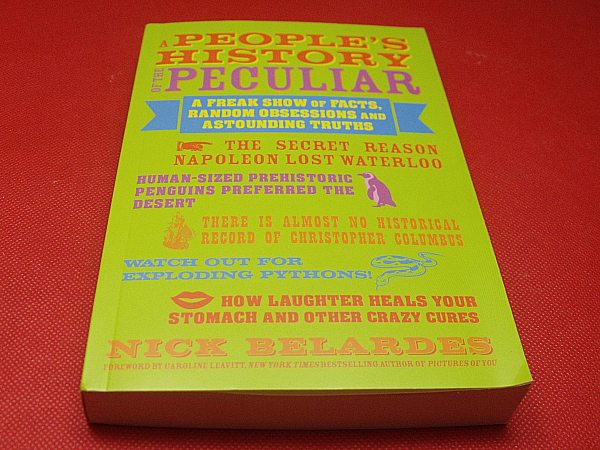 A PEOPLE'S
HISTORY
OF THE PECULIAR
A FREAK SHOW OF FACTS,
RANDOM OBSESSIONS AND
ASTOUNDING TRUTHS
THE SECRET REASON
NAPOLEON LOST WATERLOO
HUMAN-SIZED PREHISTORIC
PENGUINS PREFERRED THE
DESERT
THERE IS ALMOST NO HISTORICAL
RECORD OF CHRISTOPHER COLUMBUS
WATCH OUT FOR
EXPLODING PYTHONS!
HOW LAUGHTER HEALS YOUR
STOMACH AND OTHER CRAZY CURES
NICK BELARDES
FOREWORD BY CAROLINE LEAVITT, NEW YORK TIMES BESTSELLING AUTHOR OF PICTURES OF YOU